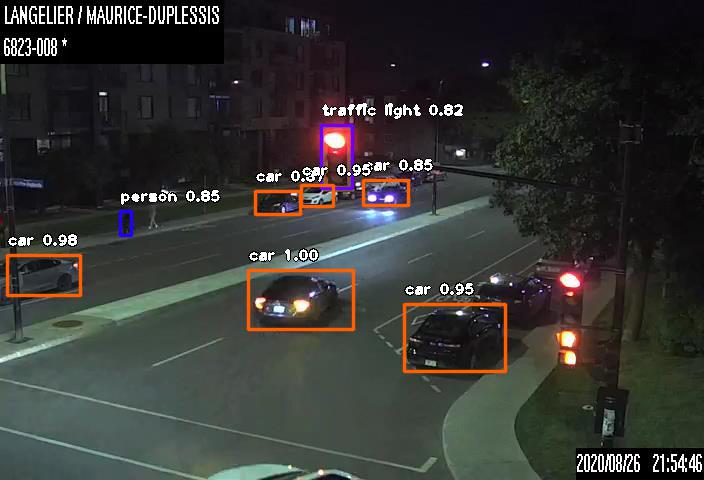 LANGELIER / MAURICE-DUPLESSIS
6823-008 *
traffic light 0.82
car 0.95
car 0.85
person 0.85
car 0.98
car 1.00
car 0.95
2020/08/26 21:54:46